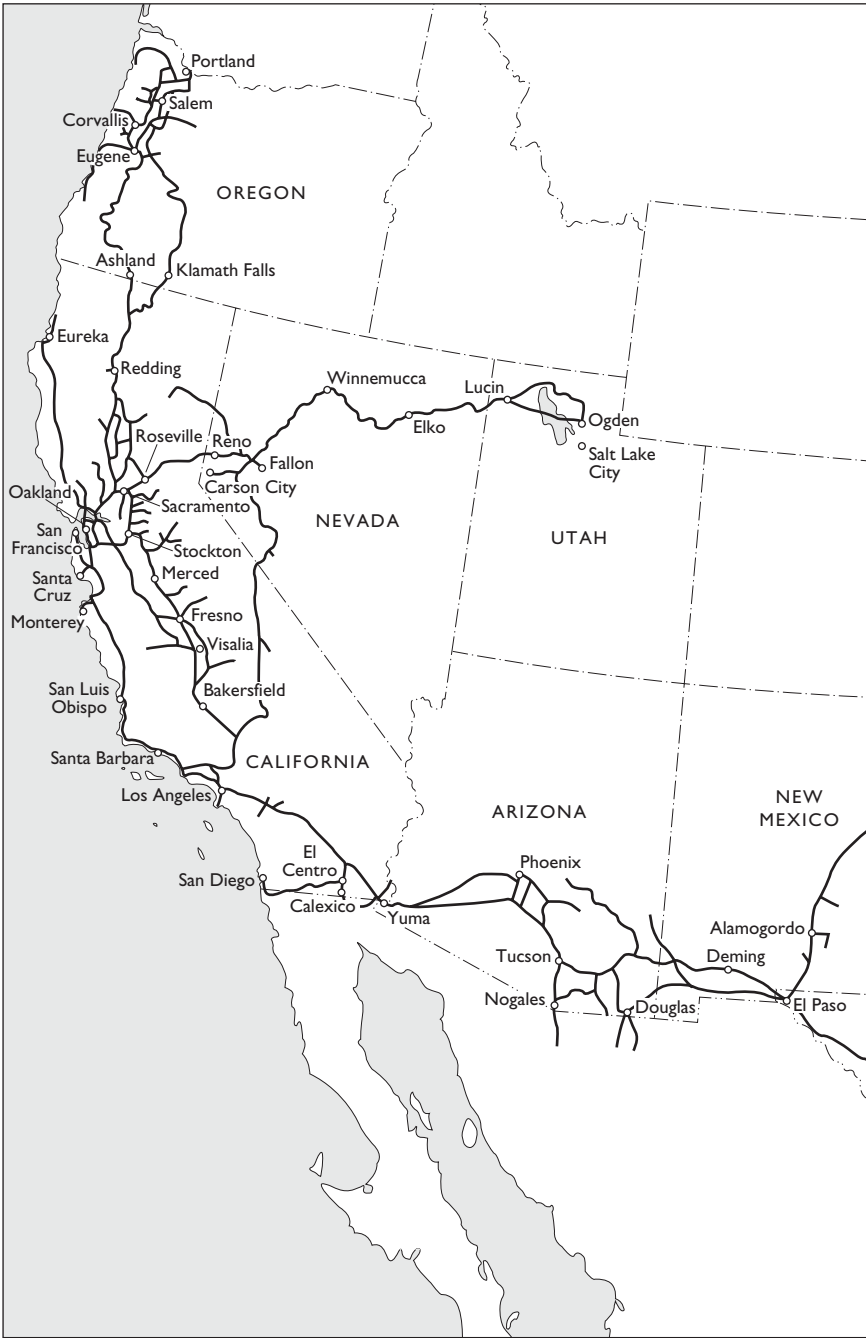 Portland
Salem
Corvallis
Eugene
OREGON
Ashland
Klamath Falls
Eureka
Redding
Winnemucca
Lucin
Elko
Ogden
Roseville
Reno
Fallon
Salt Lake
City
Carson City
Oakland
Sacramento
NEVADA
San
Francisco
Stockton
UTAH
Santa
Cruz
Merced
Monterey
Fresno
Visalia
San Luis
Obispo
Bakersfield
Santa Barbara
CALIFORNIA
Los Angeles
ARIZONA
NEW
MEXICO
El
Centro
Phoenix
San Diego
Calexico
Yuma
Alamogordo
Tucson
Deming
Nogales
Douglas
El Paso